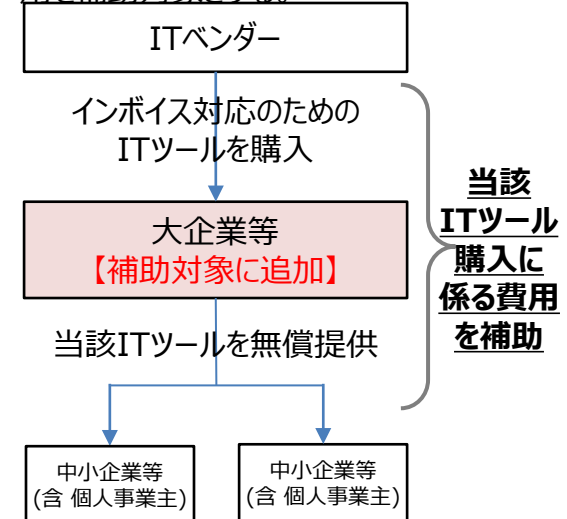 ITベンダー
インボイス対応のための
ITツールを購入
大企業等
【補助対象に追加】
当該ITツールを無償提供
中小企業等
(含 個人事業主)
中小企業等
(含 個人事業主)
当該
ITツール
購入に
係る費用
を補助